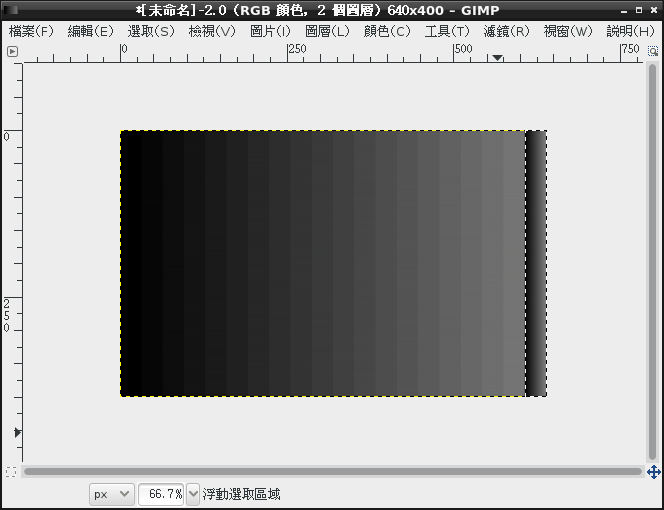 *[未命名]-2.0 (RGB 顏色, 2 個圖層) 640x400 – GIMP
檔案(F) 編輯(E) 選取(S) 檢視(V) 圖片(I) 圖層(L) 顏色(C) 工具(T) 濾鏡(R) 視窗(W) 說明(H)
0 250 500 750
0
250
px 66.7% 浮動選取區域